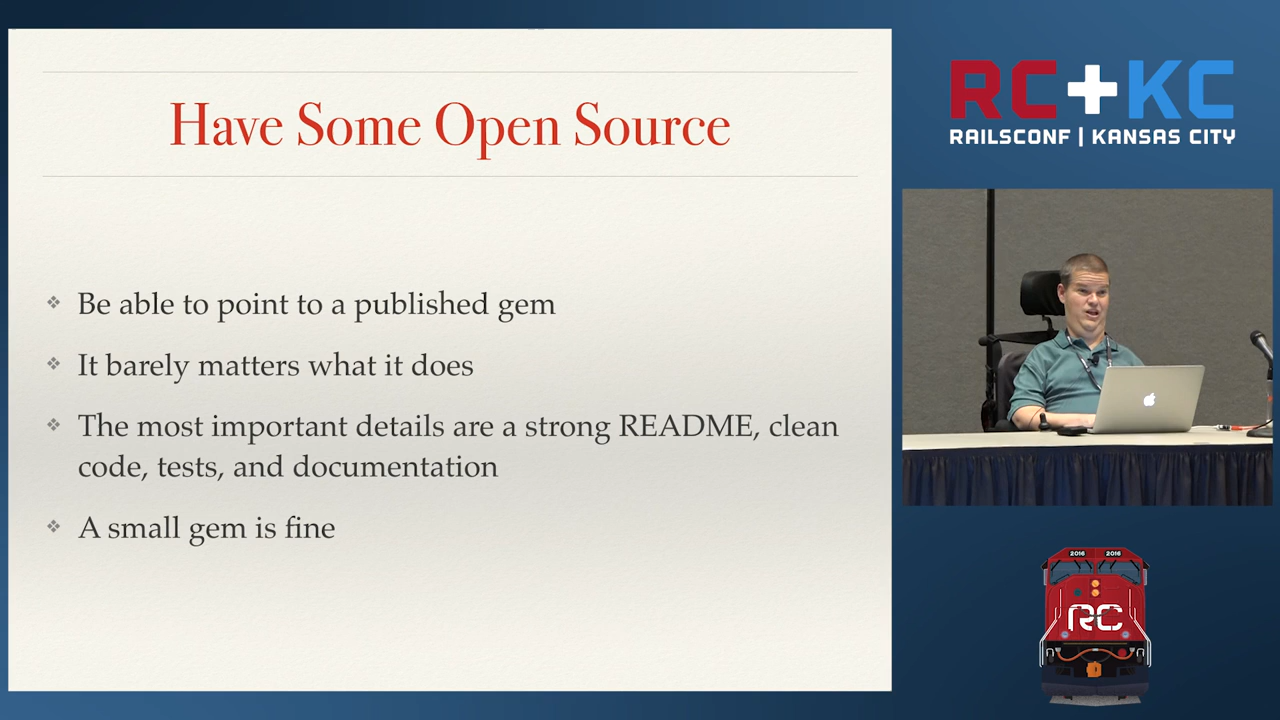 Have Some Open Source
Be able to point to a published gem
It barely matters what it does
The most important details are a strong README, clean
code, tests, and documentation
A small gem is fine
RC+KC
RAILSCONF | KANSAS CITY
2016 2016
RC